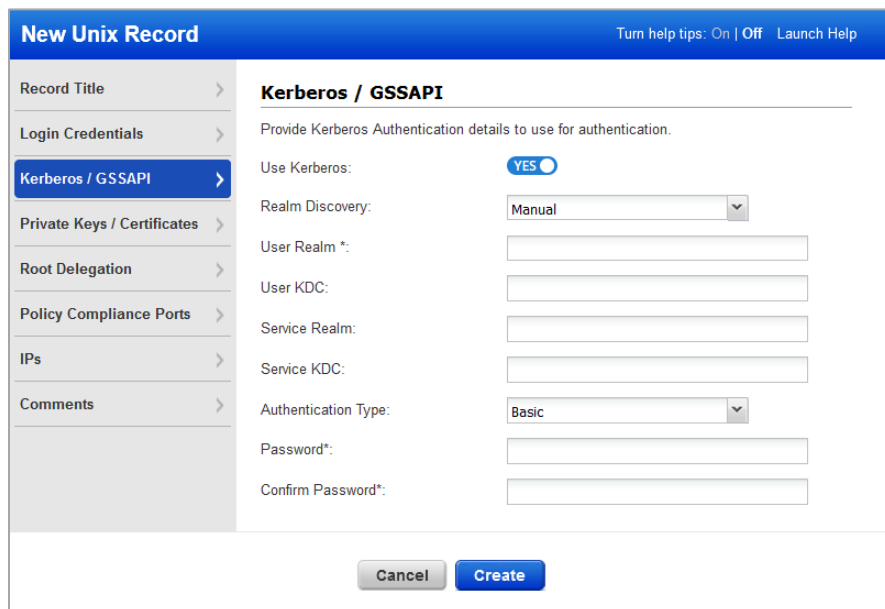 New Unix Record
Turn help tips: On | Off Launch Help
Record Title
Login Credentials
Kerberos / GSSAPI
Private Keys / Certificates
Root Delegation
Policy Compliance Ports
IPs
Comments
Kerberos / GSSAPI
Provide Kerberos Authentication details to use for authentication.
Use Kerberos: YES
Realm Discovery: Manual
User Realm *:
User KDC:
Service Realm:
Service KDC:
Authentication Type: Basic
Password*:
Confirm Password*:
Cancel Create